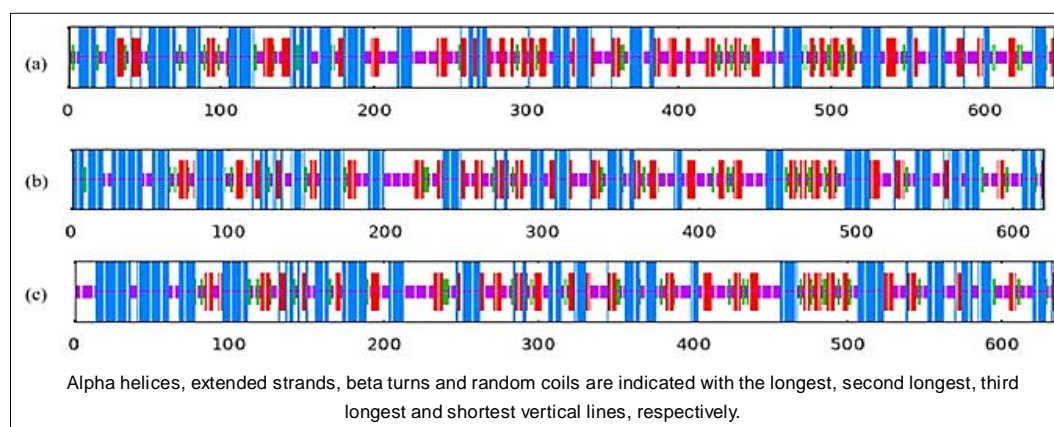 (a)
0 100 200 300 400 500 600
(b)
0 100 200 300 400 500 600
(c)
0 100 200 300 400 500 600
Alpha helices, extended strands, beta turns and random coils are indicated with the longest, second longest, third
longest and shortest vertical lines, respectively.